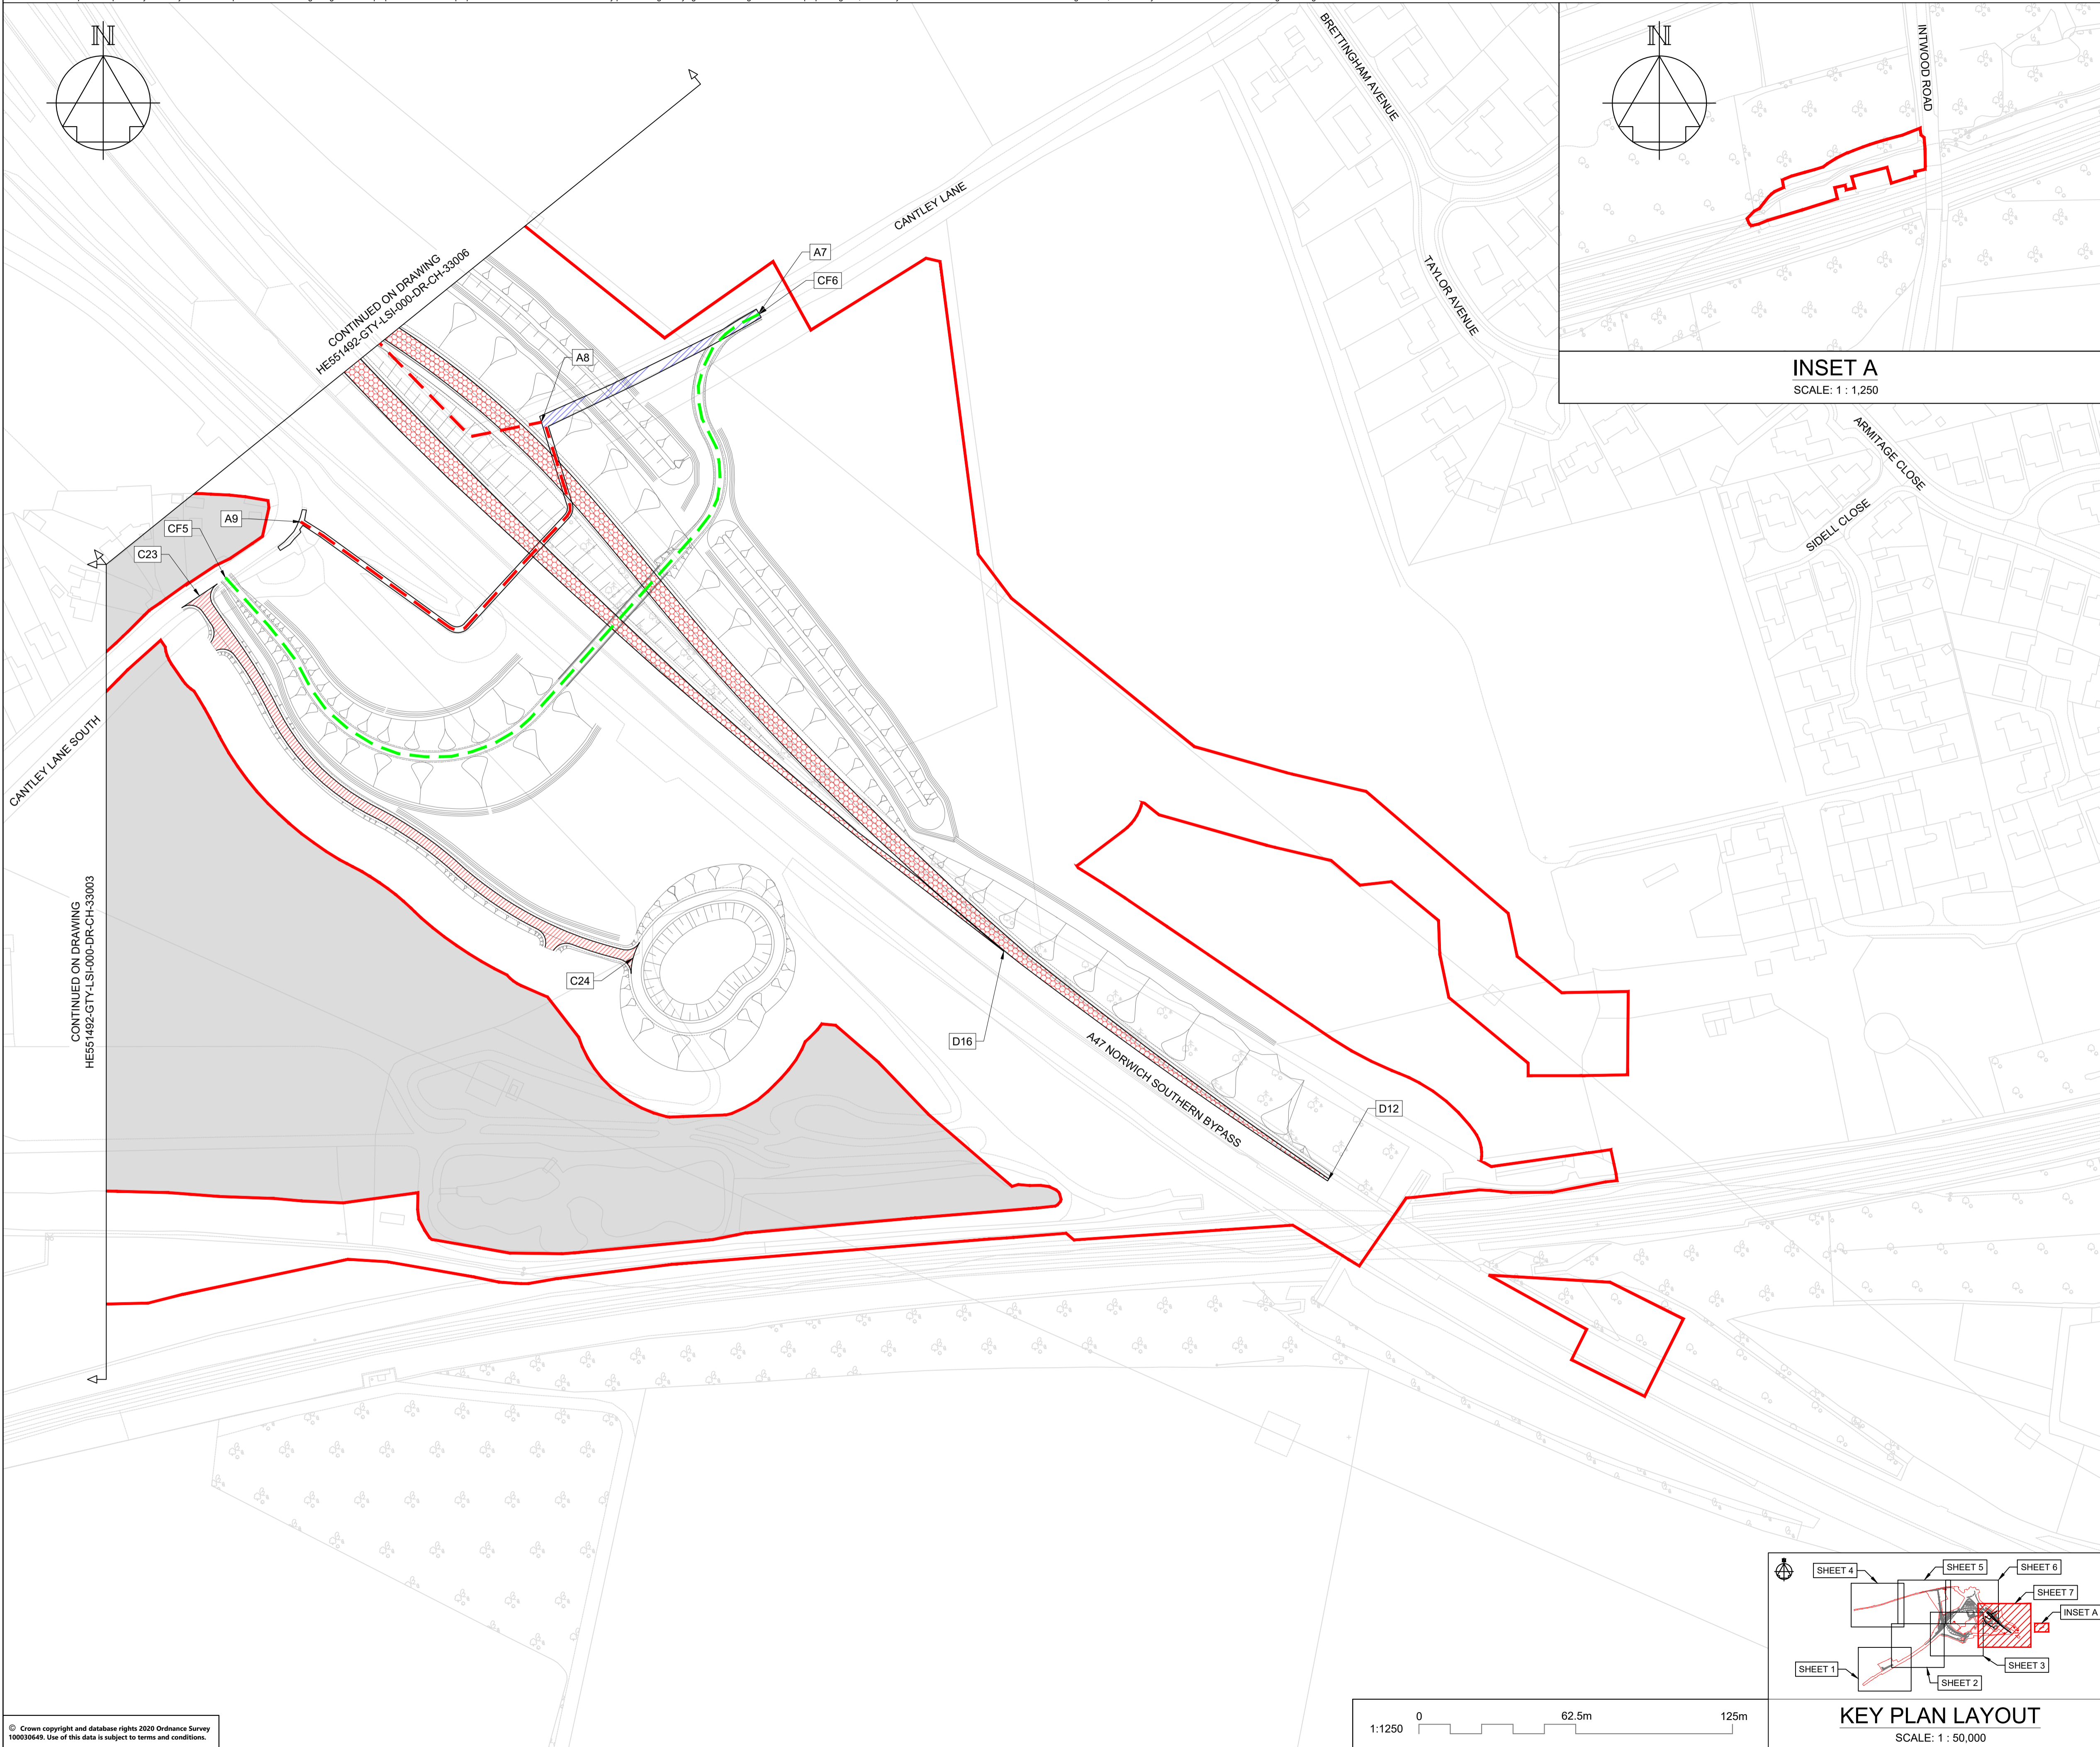 N
N
BRETTINGHAM AVENUE
INTWOOD ROAD
CANTLEY LANE
TAYLOR AVENUE
CONTINUED ON DRAWING
HE551492-GTY-LSI-000-DR-CH-33006
A7
CF6
A8
INSET A
SCALE: 1 : 1,250
ARMITAGE CLOSE
SIDELL CLOSE
A9
CF5
C23
CANTLEY LANE SOUTH
CONTINUED ON DRAWING
HE551492-GTY-LSI-000-DR-CH-33003
C24
D16
A47 NORWICH SOUTHERN BYPASS
D12
SHEET 4
SHEET 5
SHEET 6
SHEET 7
INSET A
SHEET 1
SHEET 3
SHEET 2
KEY PLAN LAYOUT
SCALE: 1 : 50,000
1:1250
0
62.5m
125m
© Crown copyright and database rights 2020 Ordnance Survey
100030649. Use of this data is subject to terms and conditions.